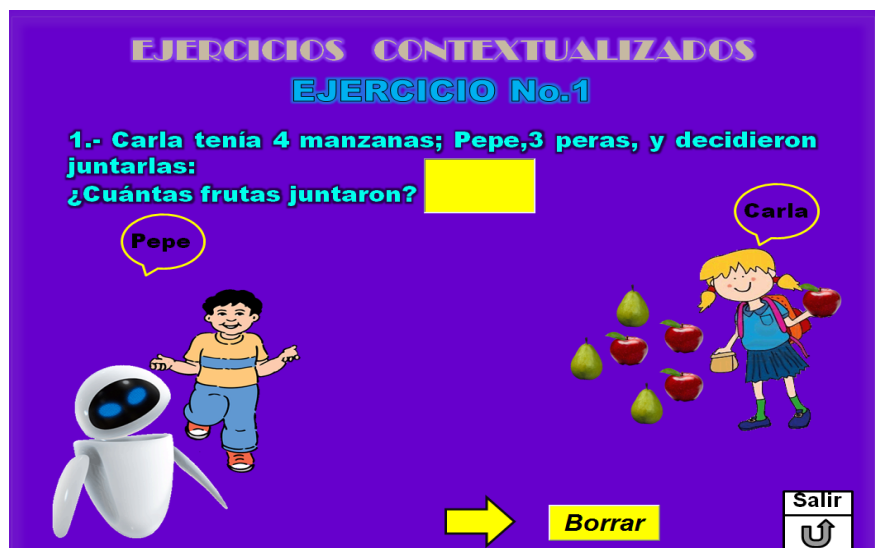 EJERCICIOS CONTEXTUALIZADOS
EJERCICIO No.1
1.- Carla tenía 4 manzanas; Pepe,3 peras, y decidieron
juntarlas:
¿Cuántas frutas juntaron?
Carla
Pepe
Borrar
Salir